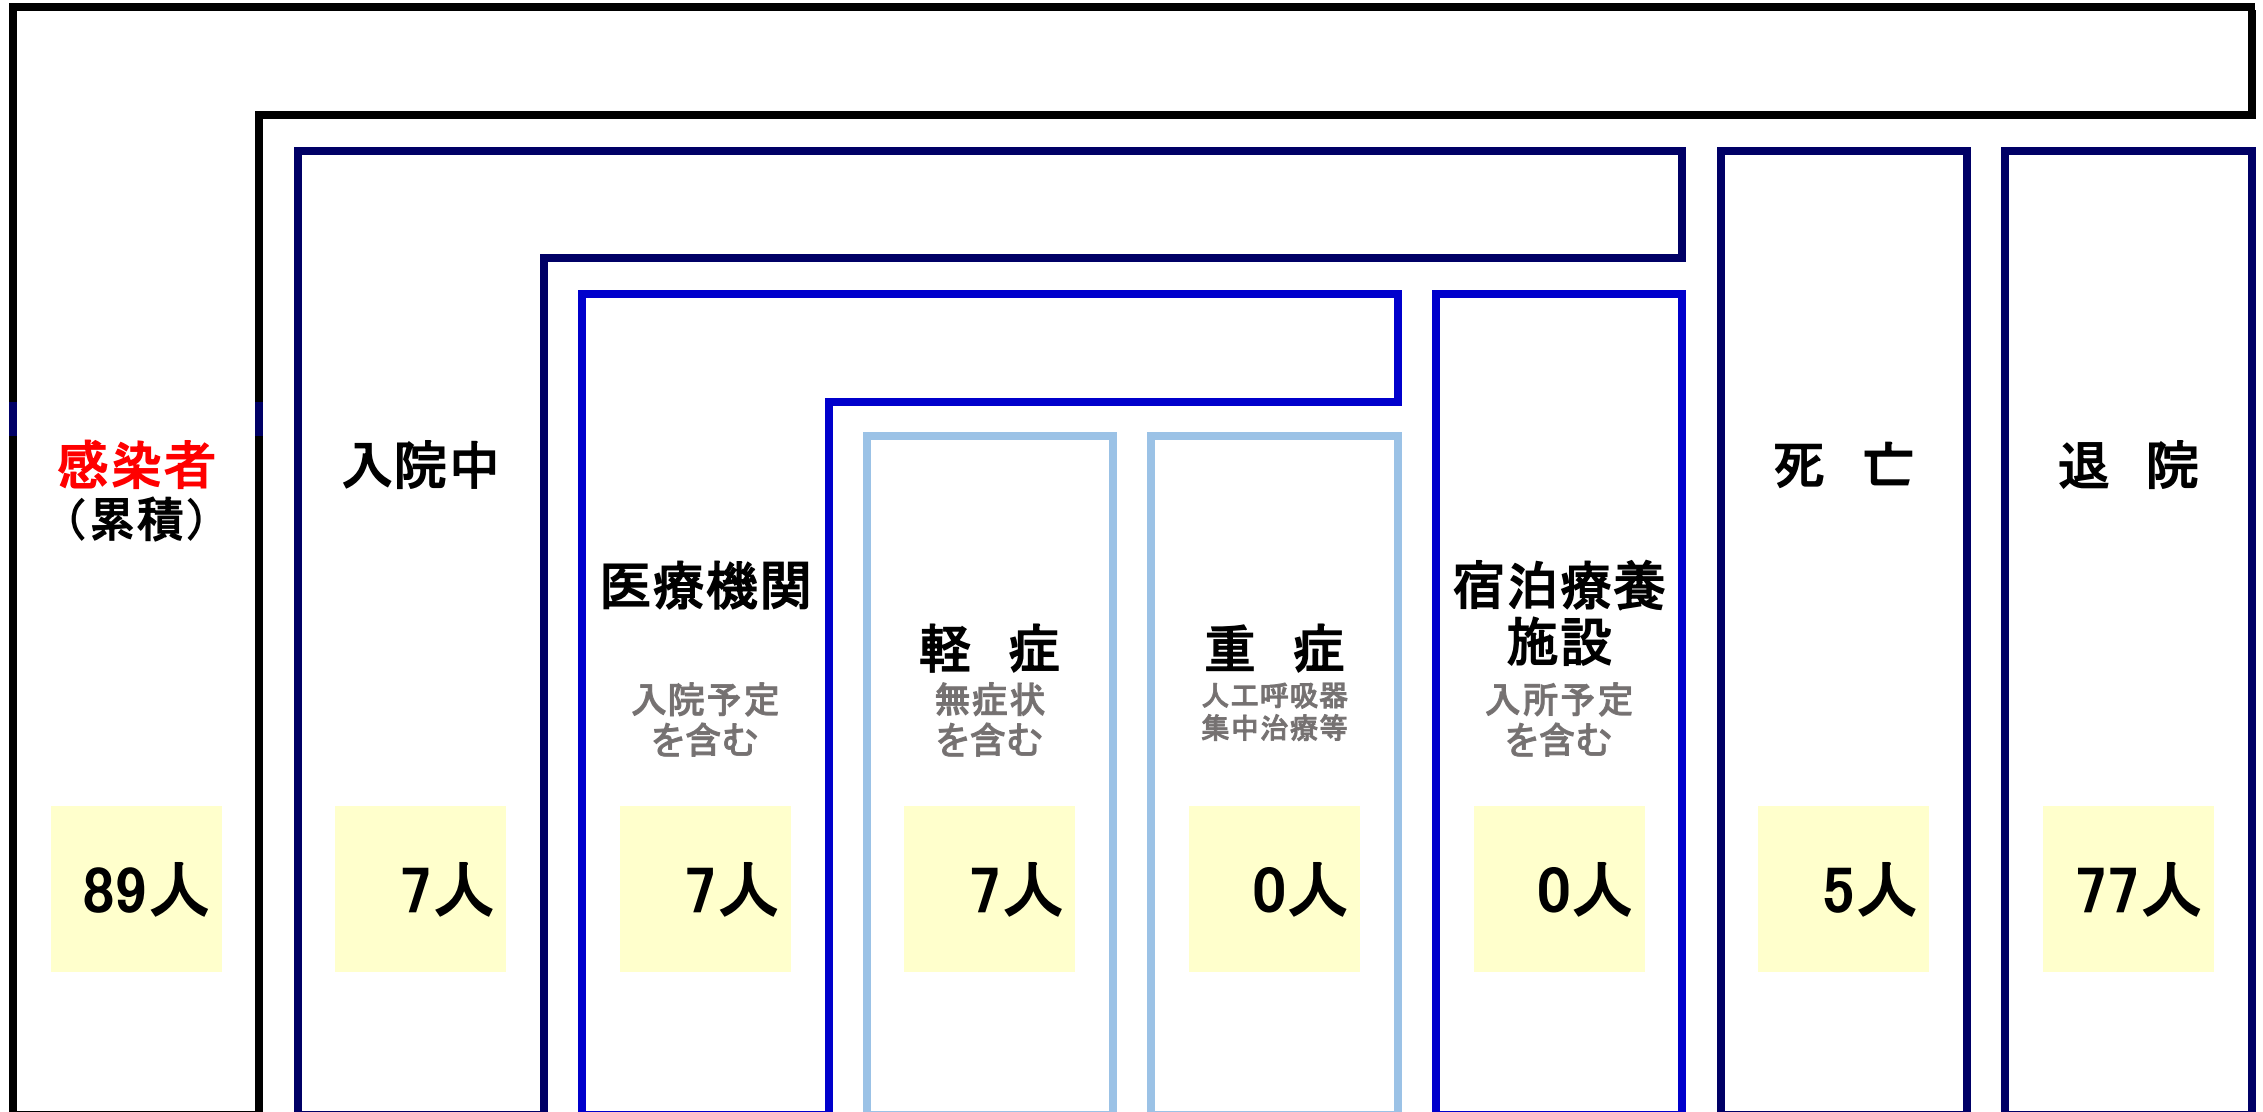 感染者
（累積）
89人
入院中
7人
医療機関
入院予定
を含む
7人
軽　症
無症状
を含む
7人
重　症
人工呼吸器
集中治療等
0人
宿泊療養
施設
入所予定
を含む
0人
死　亡
5人
退　院
77人